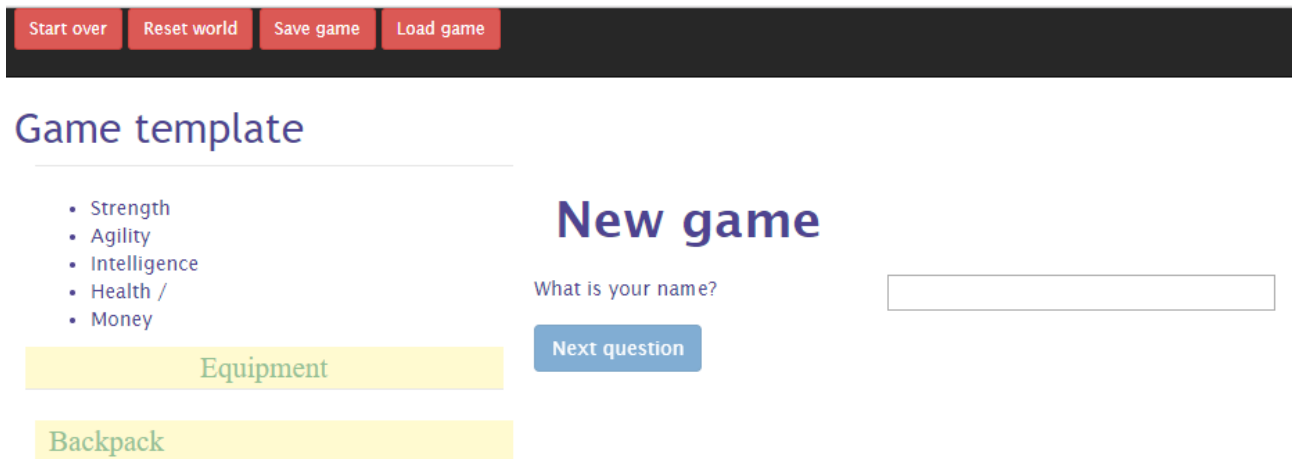 Start over Reset world Save game Load game
Game template
• Strength
• Agility
• Intelligence
• Health /
• Money
Equipment
Backpack
New game
What is your name?
Next question